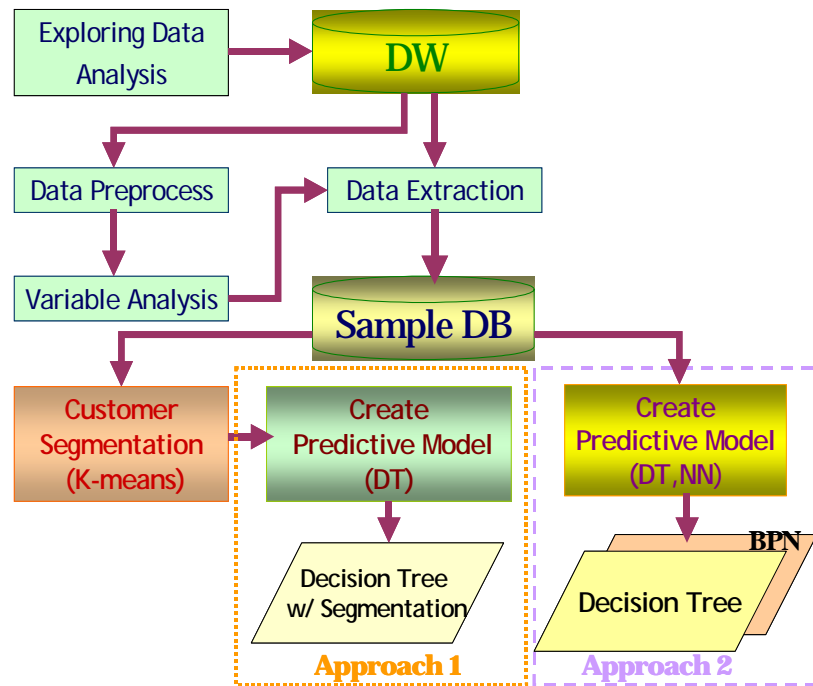 Exploring Data
Analysis
DW
Data Preprocess
Data Extraction
Variable Analysis
Sample DB
Customer
Segmentation
(K-means)
Create
Predictive Model
(DT)
Create
Predictive Model
(DT,NN)
Decision Tree
w/ Segmentation
BPN
Decision Tree
Approach 1
Approach 2